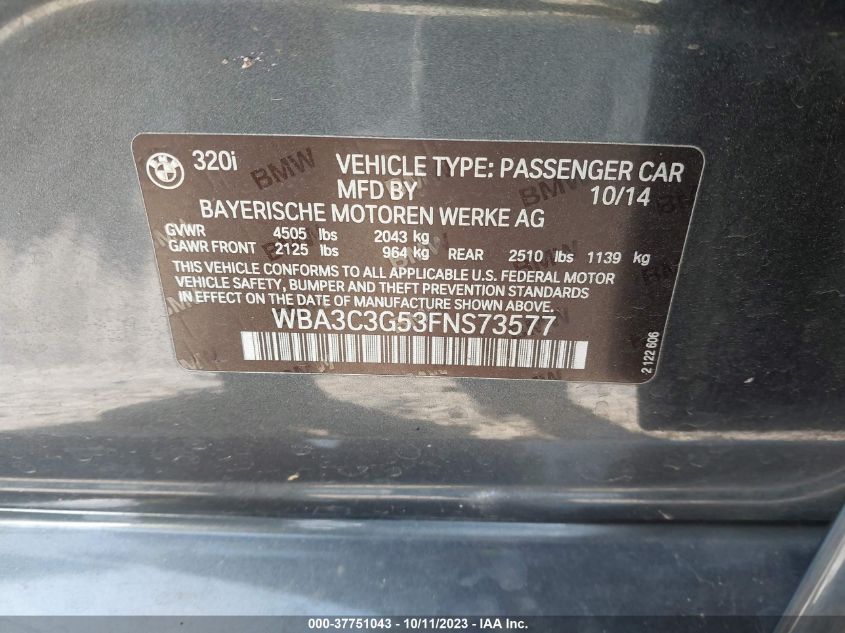 BMW 320i VEHICLE TYPE: PASSENGER CAR
MFD BY 10/14
BAYERISCHE MOTOREN WERKE AG
GVWR 4505 lbs 2043 kg
GAWR FRONT 2125 lbs 964 kg REAR 2510 lbs 1139 kg
THIS VEHICLE CONFORMS TO ALL APPLICABLE U.S. FEDERAL MOTOR
VEHICLE SAFETY, BUMPER AND THEFT PREVENTION STANDARDS
IN EFFECT ON THE DATE OF MANUFACTURE SHOWN ABOVE.
WBA3C3G53FNS73577
2 122 606
BMW
BMW
000-37751043 / 10/11/2023 - © IAA, Inc.